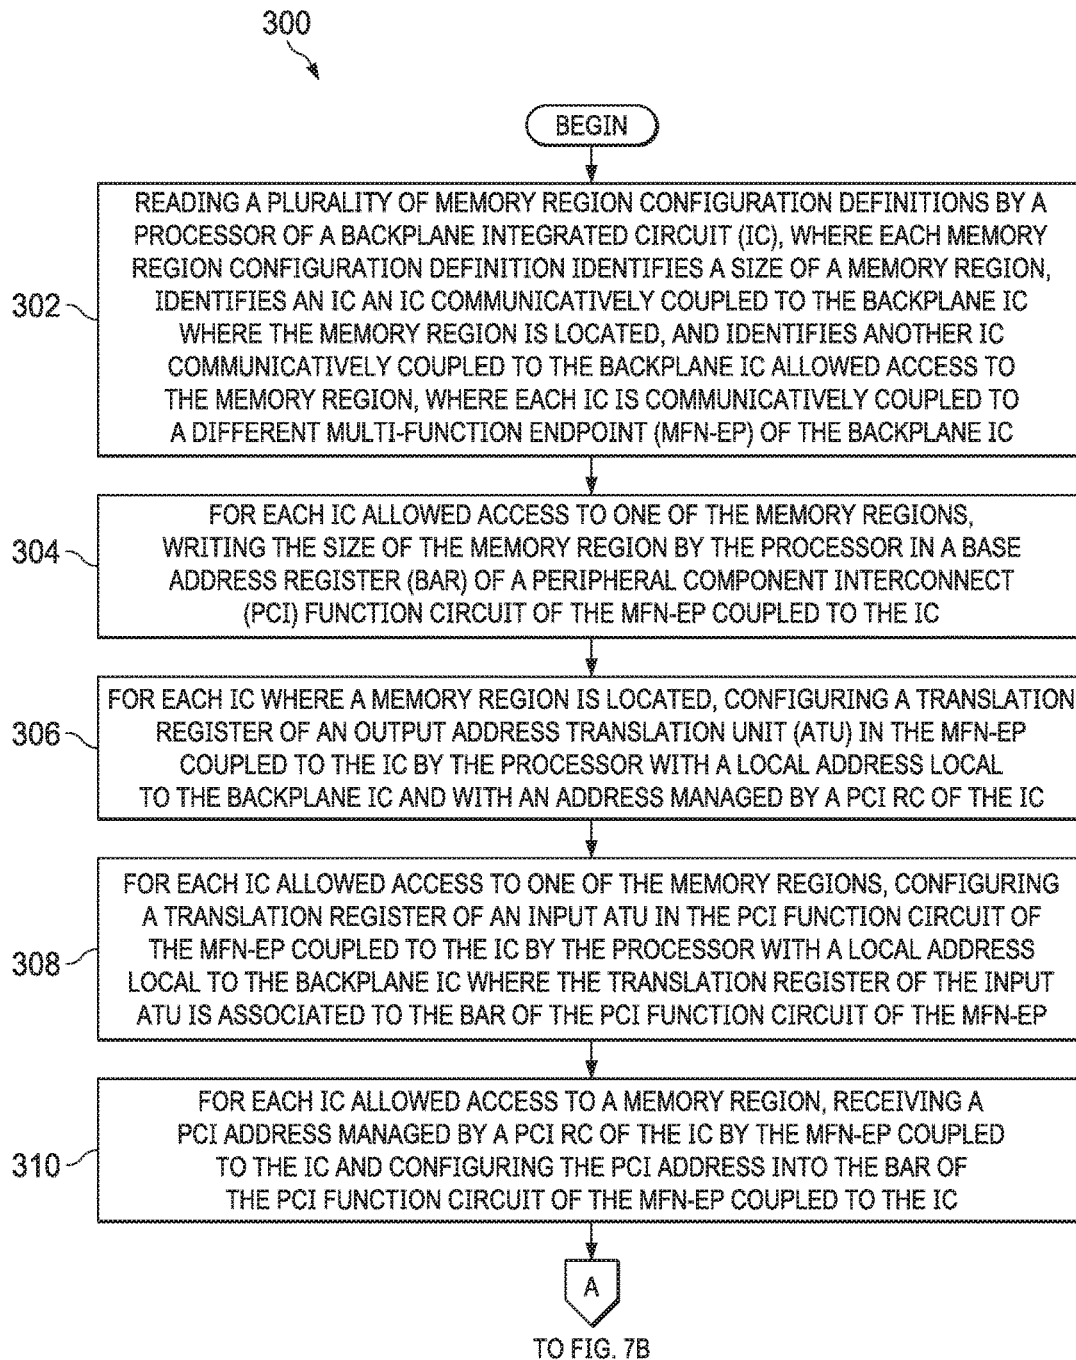 300
BEGIN
READING A PLURALITY OF MEMORY REGION CONFIGURATION DEFINITIONS BY A
PROCESSOR OF A BACKPLANE INTEGRATED CIRCUIT (IC), WHERE EACH MEMORY
REGION CONFIGURATION DEFINITION IDENTIFIES A SIZE OF A MEMORY REGION,
IDENTIFIES AN IC AN IC COMMUNICATIVELY COUPLED TO THE BACKPLANE IC
WHERE THE MEMORY REGION IS LOCATED, AND IDENTIFIES ANOTHER IC
COMMUNICATIVELY COUPLED TO THE BACKPLANE IC ALLOWED ACCESS TO
THE MEMORY REGION, WHERE EACH IC IS COMMUNICATIVELY COUPLED TO
A DIFFERENT MULTI-FUNCTION ENDPOINT (MFN-EP) OF THE BACKPLANE IC
302
FOR EACH IC ALLOWED ACCESS TO ONE OF THE MEMORY REGIONS,
WRITING THE SIZE OF THE MEMORY REGION BY THE PROCESSOR IN A BASE
ADDRESS REGISTER (BAR) OF A PERIPHERAL COMPONENT INTERCONNECT
(PCI) FUNCTION CIRCUIT OF THE MFN-EP COUPLED TO THE IC
304
FOR EACH IC WHERE A MEMORY REGION IS LOCATED, CONFIGURING A TRANSLATION
REGISTER OF AN OUTPUT ADDRESS TRANSLATION UNIT (ATU) IN THE MFN-EP
COUPLED TO THE IC BY THE PROCESSOR WITH A LOCAL ADDRESS LOCAL
TO THE BACKPLANE IC AND WITH AN ADDRESS MANAGED BY A PCI RC OF THE IC
306
FOR EACH IC ALLOWED ACCESS TO ONE OF THE MEMORY REGIONS, CONFIGURING
A TRANSLATION REGISTER OF AN INPUT ATU IN THE PCI FUNCTION CIRCUIT OF
THE MFN-EP COUPLED TO THE IC BY THE PROCESSOR WITH A LOCAL ADDRESS
LOCAL TO THE BACKPLANE IC WHERE THE TRANSLATION REGISTER OF THE INPUT
ATU IS ASSOCIATED TO THE BAR OF THE PCI FUNCTION CIRCUIT OF THE MFN-EP
308
FOR EACH IC ALLOWED ACCESS TO A MEMORY REGION, RECEIVING A
PCI ADDRESS MANAGED BY A PCI RC OF THE IC BY THE MFN-EP COUPLED
TO THE IC AND CONFIGURING THE PCI ADDRESS INTO THE BAR OF
THE PCI FUNCTION CIRCUIT OF THE MFN-EP COUPLED TO THE IC
310
A
TO FIG. 7B